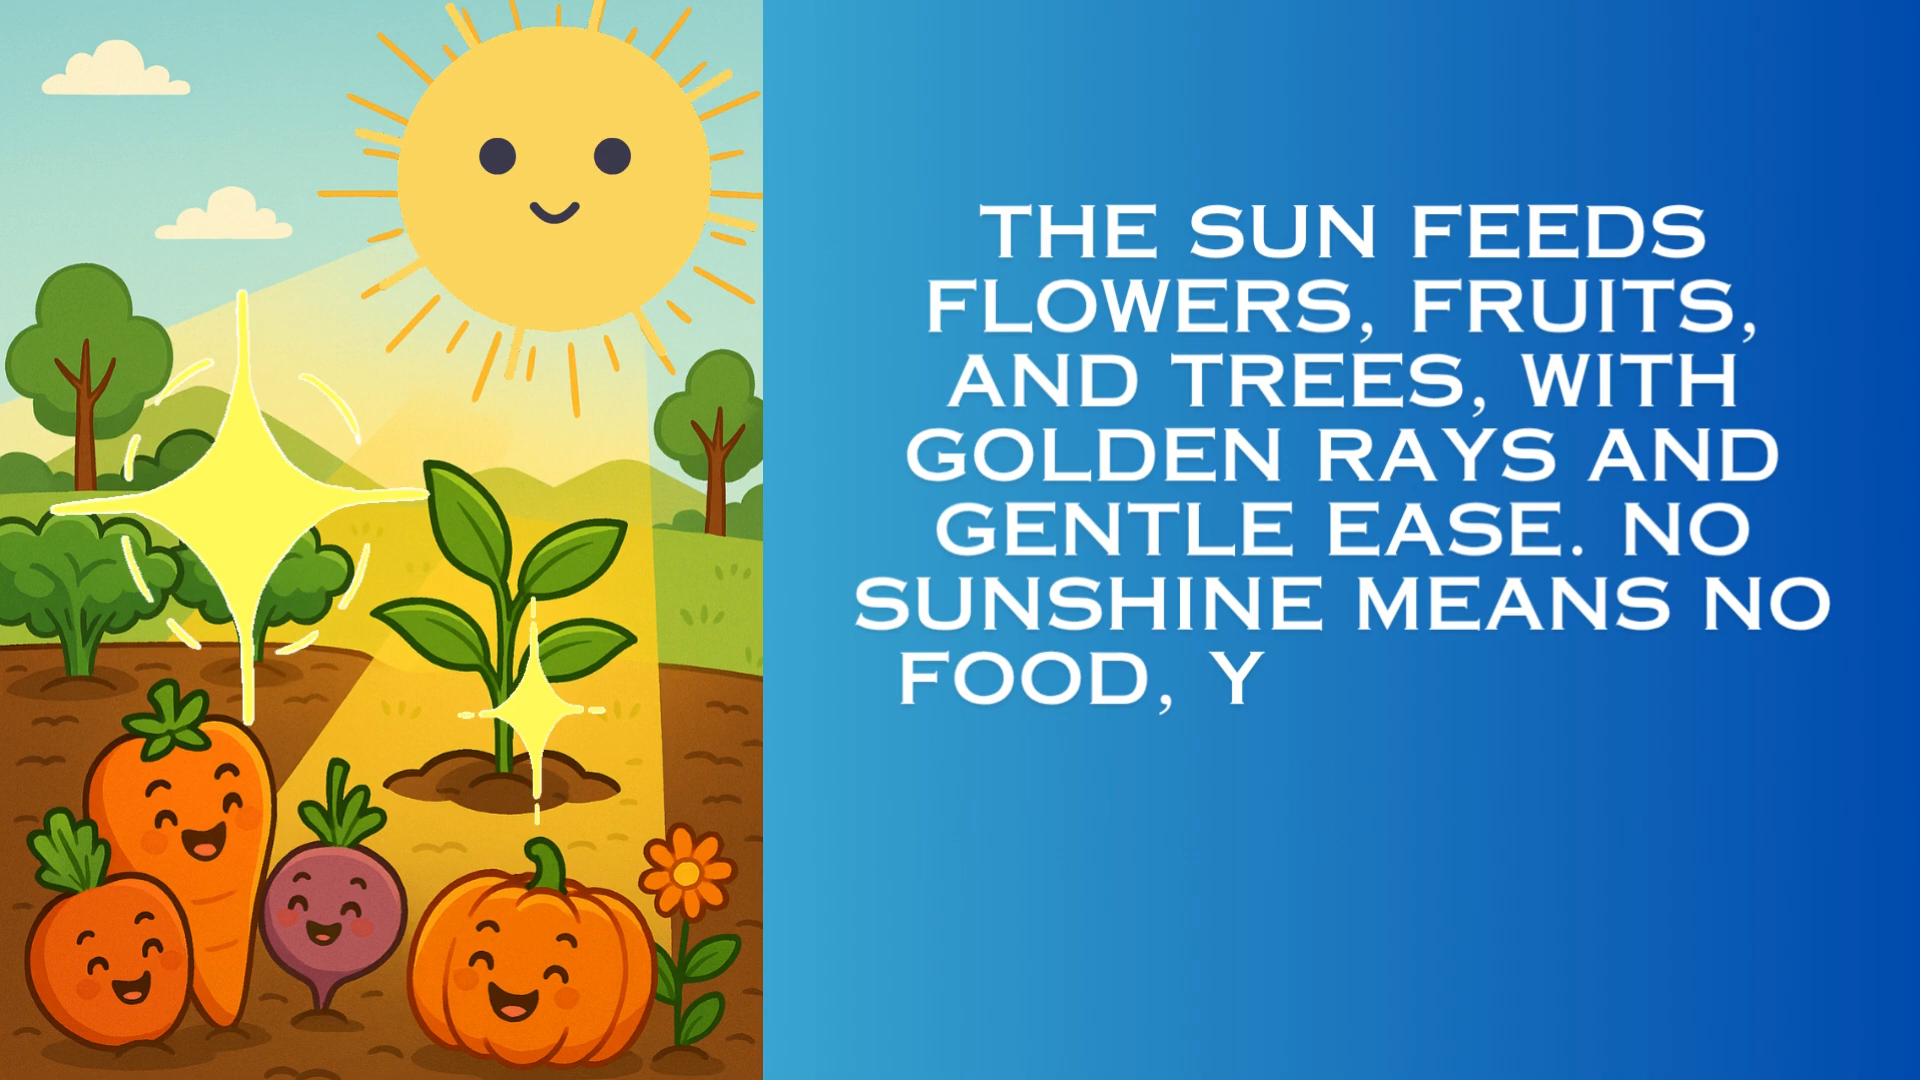 THE SUN FEEDS
FLOWERS, FRUITS,
AND TREES, WITH
GOLDEN RAYS AND
GENTLE EASE. NO
SUNSHINE MEANS NO
FOOD, Y